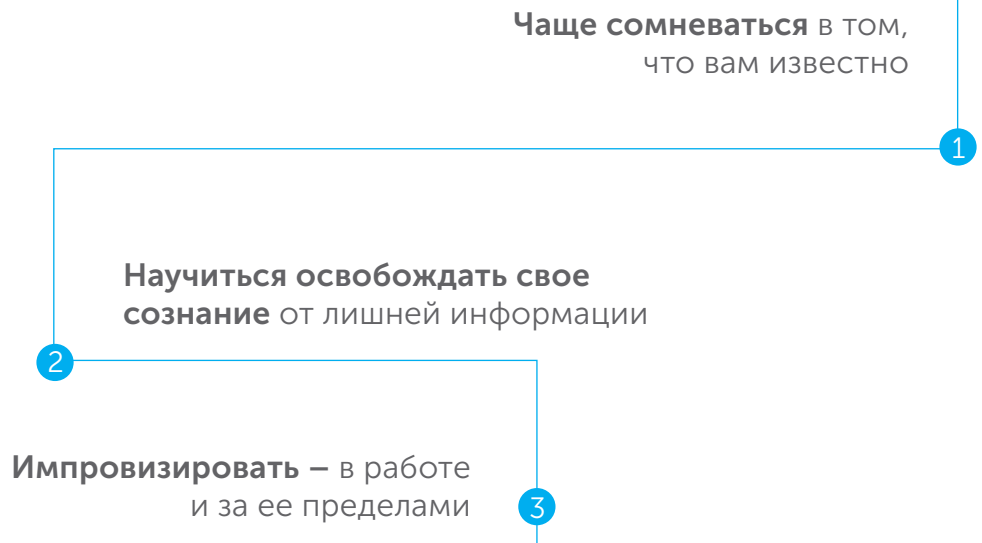 Чаще сомневаться в том,
что вам известно
1
Научиться освобождать свое
сознание от лишней информации
2
Импровизировать – в работе
и за ее пределами
3